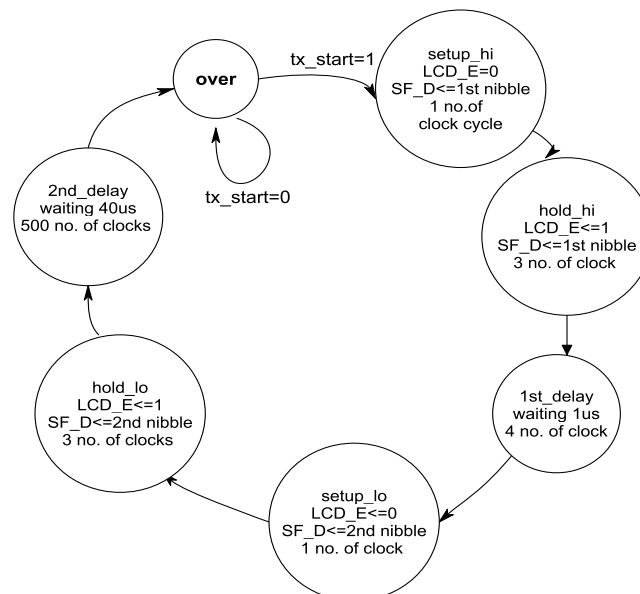 over
tx_start=1
tx_start=0
setup_hi
LCD_E=0
SF_D<=1st nibble
1 no.of
clock cycle
hold_hi
LCD_E<=1
SF_D<=1st nibble
3 no. of clock
1st_delay
waiting 1us
4 no. of clock
setup_lo
LCD_E<=0
SF_D<=2nd nibble
1 no. of clock
hold_lo
LCD_E<=1
SF_D<=2nd nibble
3 no. of clocks
2nd_delay
waiting 40us
500 no. of clocks